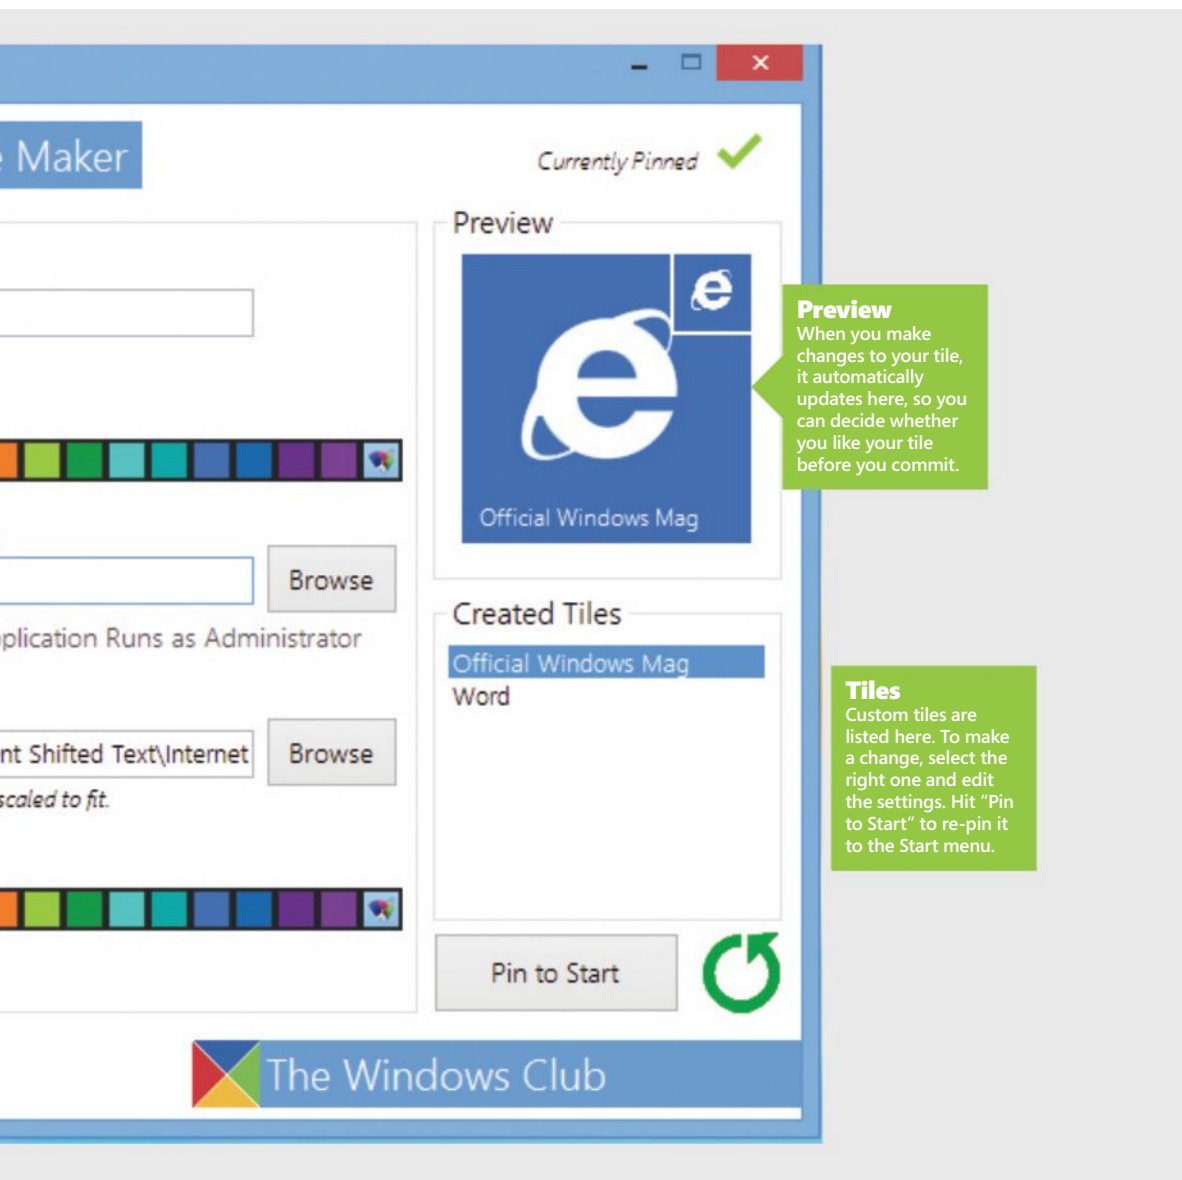 Maker
Currently Pinned
Preview
Official Windows Mag
Preview
When you make
changes to your tile,
it automatically
updates here, so you
can decide whether
you like your tile
before you commit.
Browse
plication Runs as Administrator
Created Tiles
Official Windows Mag
Word
Tiles
Custom tiles are
listed here. To make
a change, select the
right one and edit
the settings. Hit “Pin
to Start” to re-pin it
to the Start menu.
nt Shifted Text\Internet
Browse
scaled to fit.
Pin to Start
The Windows Club